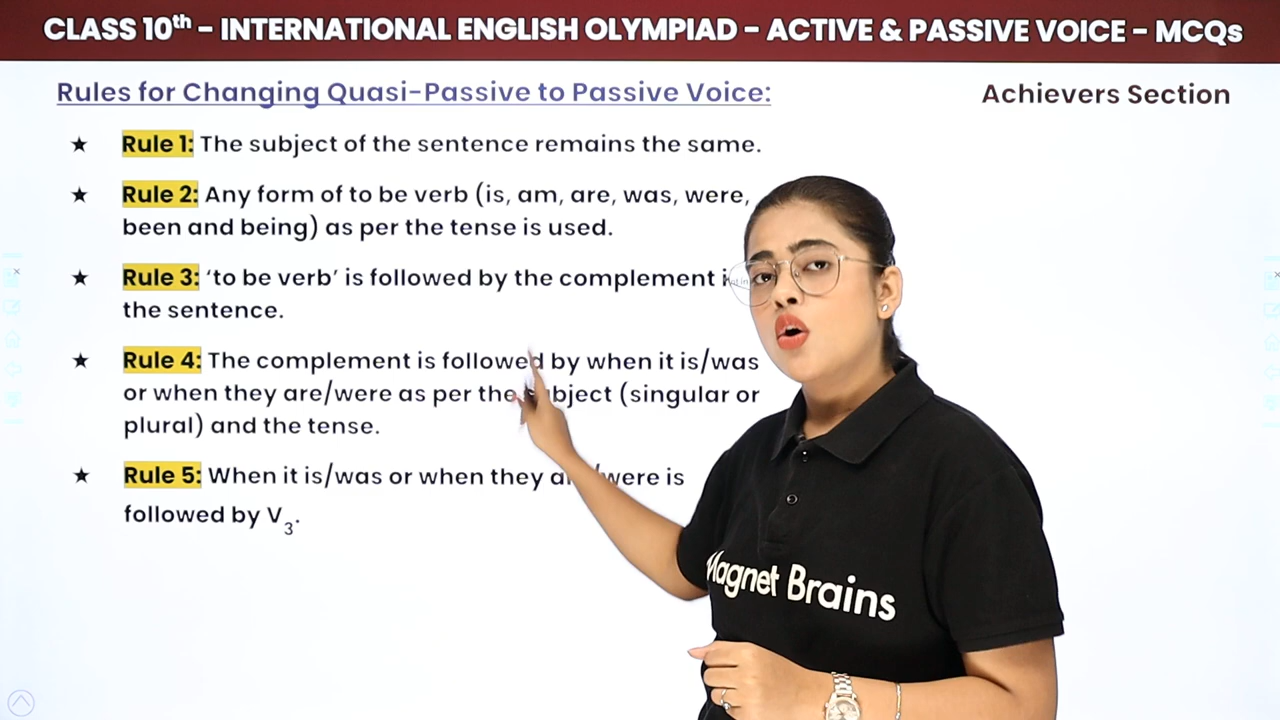 CLASS 10th – INTERNATIONAL ENGLISH OLYMPIAD – ACTIVE & PASSIVE VOICE – MCQs
Rules for Changing Quasi-Passive to Passive Voice:
Achievers Section
★ Rule 1: The subject of the sentence remains the same.
★ Rule 2: Any form of to be verb (is, am, are, was, were,
been and being) as per the tense is used.
★ Rule 3: ‘to be verb’ is followed by the complement
the sentence.
★ Rule 4: The complement is followed by when it is/was
or when they are/were as per the subject (singular or
plural) and the tense.
★ Rule 5: When it is/was or when they /were is
followed by V3.
Magnet Brains